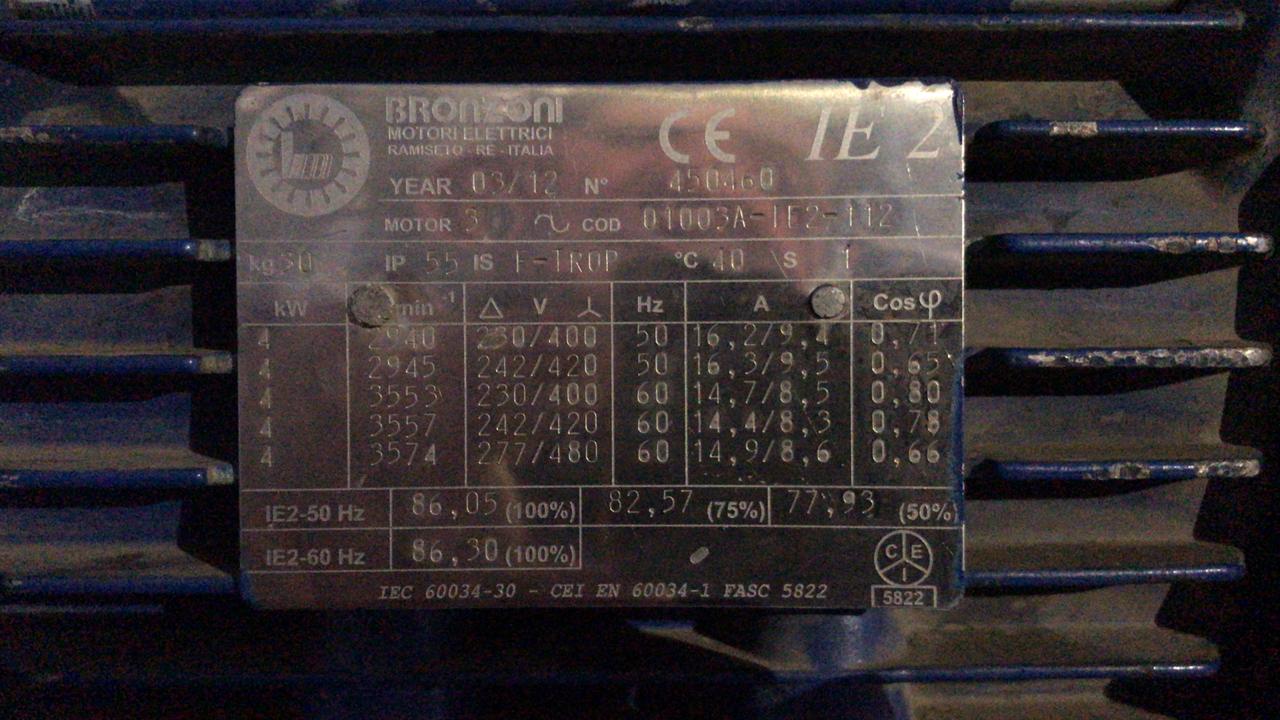 BRONZONI
MOTORI ELETTRICI
RAMISETO - RE - ITALIA
CE IE 2
YEAR 03/12 N° 450460
MOTOR 3 ~ COD 01003A-IE2-112
kg 30 IP 55 IS F-TROP °C 40 S 1
kW min⁻¹ △ V Hz A Cos φ
4 2940 230/400 50 16,2/9,4 0,71
4 2945 242/420 50 16,3/9,5 0,65
4 3553 230/400 60 14,7/8,5 0,80
4 3557 242/420 60 14,4/8,3 0,78
4 3574 277/480 60 14,9/8,6 0,66
IE2-50 Hz 86,05 (100%) 82,57 (75%) 77,93 (50%)
IE2-60 Hz 86,30 (100%)
C E I
IEC 60034-30 - CEI EN 60034-1 FASC 5822
5822